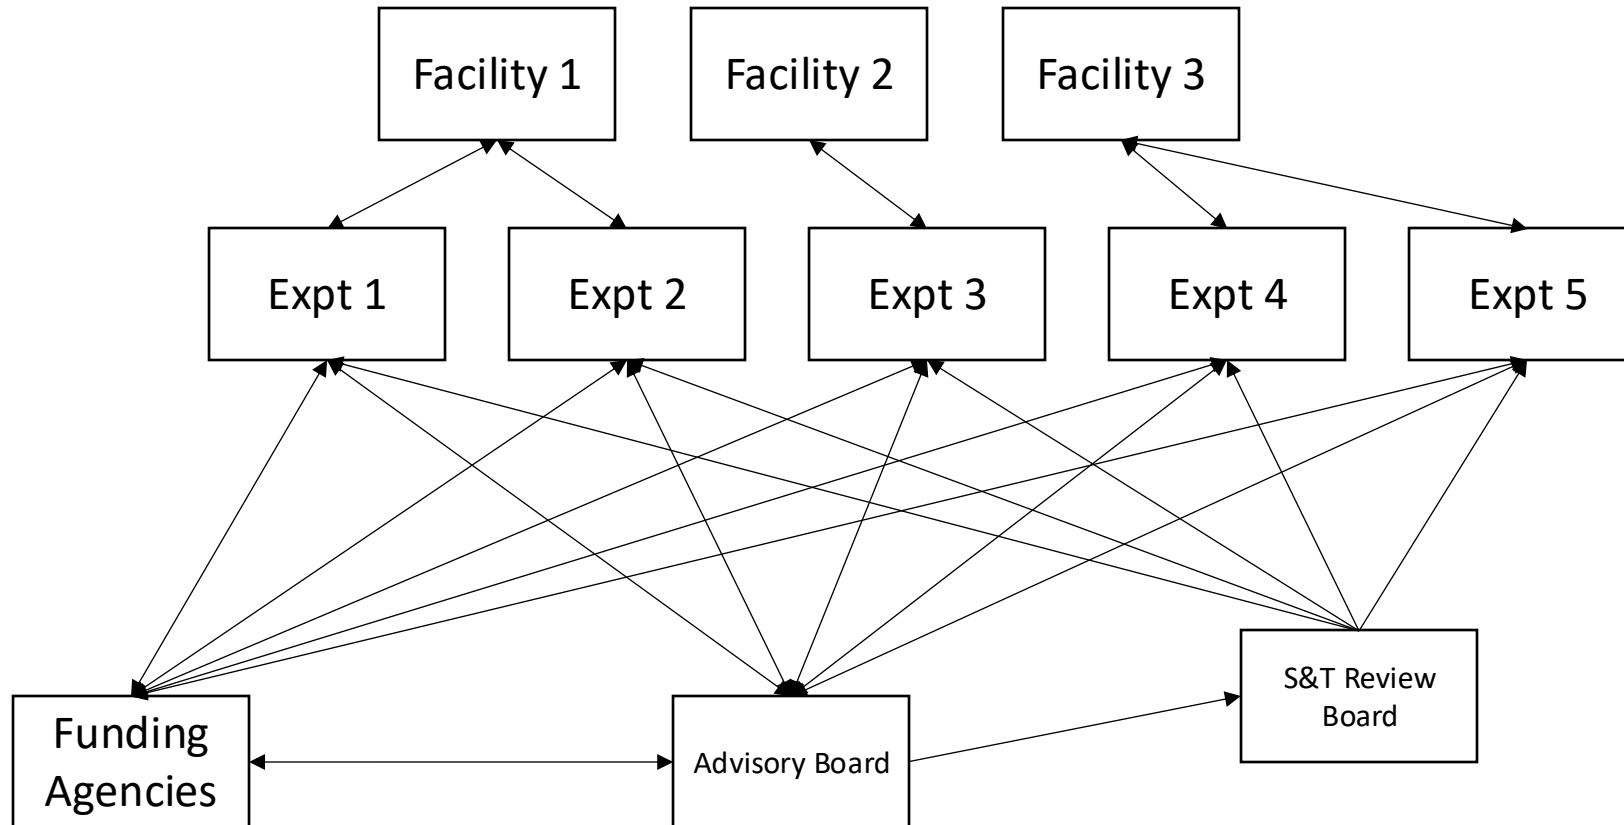 Facility 1
Facility 2
Facility 3
Expt 1
Expt 2
Expt 3
Expt 4
Expt 5
Funding
Agencies
Advisory Board
S&T Review
Board